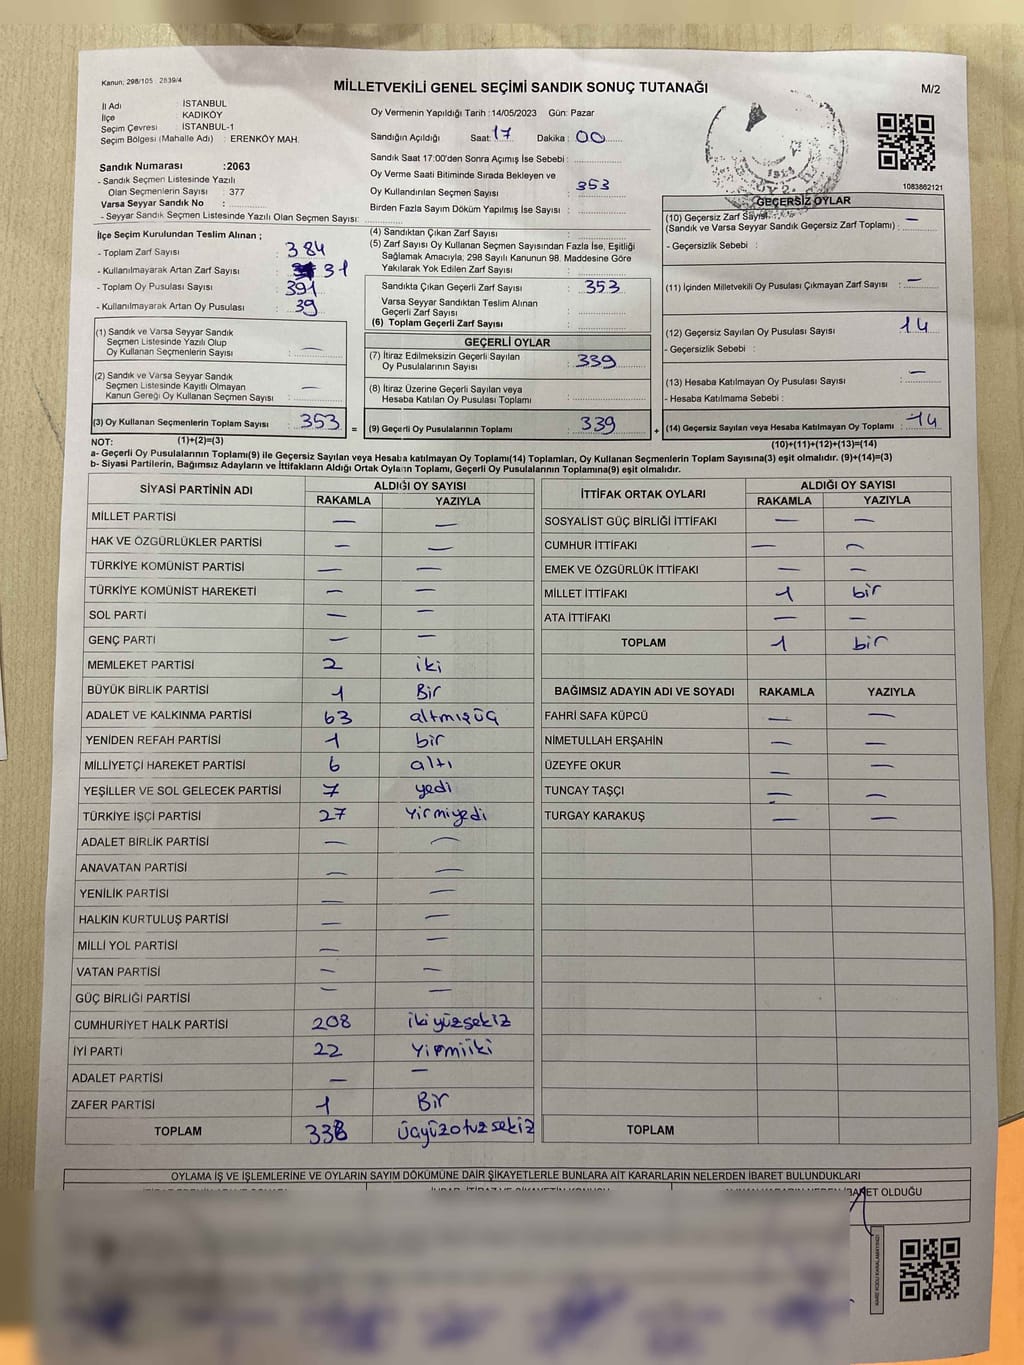 Kanun: 298/105 : 2839/4
MİLLETVEKİLİ GENEL SEÇİMİ SANDIK SONUÇ TUTANAĞI
M/2
İl Adı İSTANBUL
İlçe KADIKÖY
Seçim Çevresi İSTANBUL-1
Seçim Bölgesi (Mahalle Adı) : ERENKÖY MAH.
Oy Vermenin Yapıldığı Tarih : 14/05/2023 Gün: Pazar
Sandığın Açıldığı Saat: 17 Dakika : 00
Sandık Saat 17:00'den Sonra Açımış İse Sebebi :
Oy Verme Saati Bitiminde Sırada Bekleyen ve
Oy Kullandırılan Seçmen Sayısı : 353
Birden Fazla Sayım Döküm Yapılmış İse Sayısı :
1083862121
Sandık Numarası :2063
- Sandık Seçmen Listesinde Yazılı
Olan Seçmenlerin Sayısı : 377
Varsa Seyyar Sandık No :
- Seyyar Sandık Seçmen Listesinde Yazılı Olan Seçmen Sayısı:
İlçe Seçim Kurulundan Teslim Alınan ;
- Toplam Zarf Sayısı : 384
- Kullanılmayarak Artan Zarf Sayısı : 31
- Toplam Oy Pusulası Sayısı : 391
- Kullanılmayarak Artan Oy Pusulası : 39
(1) Sandık ve Varsa Seyyar Sandık
Seçmen Listesinde Yazılı Olup
Oy Kullanan Seçmenlerin Sayısı : —
(2) Sandık ve Varsa Seyyar Sandık
Seçmen Listesinde Kayıtlı Olmayan
Kanun Gereği Oy Kullanan Seçmen Sayısı : —
(3) Oy Kullanan Seçmenlerin Toplam Sayısı : 353 =
(4) Sandıktan Çıkan Zarf Sayısı :
(5) Zarf Sayısı Oy Kullanan Seçmen Sayısından Fazla İse, Eşitliği
Sağlamak Amacıyla, 298 Sayılı Kanunun 98. Maddesine Göre
Yakılarak Yok Edilen Zarf Sayısı :
Sandıkta Çıkan Geçerli Zarf Sayısı : 353
Varsa Seyyar Sandıktan Teslim Alınan
Geçerli Zarf Sayısı :
(6) Toplam Geçerli Zarf Sayısı :
GEÇERLİ OYLAR
(7) İtiraz Edilmeksizin Geçerli Sayılan
Oy Pusulalarının Sayısı : 339
(8) İtiraz Üzerine Geçerli Sayılan veya
Hesaba Katılan Oy Pusulası Toplamı :
(9) Geçerli Oy Pusulalarının Toplamı : 339 +
GEÇERSİZ OYLAR
(10) Geçersiz Zarf Sayısı —
(Sandık ve Varsa Seyyar Sandık Geçersiz Zarf Toplamı) :
- Geçersizlik Sebebi :
(11) İçinden Milletvekili Oy Pusulası Çıkmayan Zarf Sayısı : —
(12) Geçersiz Sayılan Oy Pusulası Sayısı : 14
- Geçersizlik Sebebi :
(13) Hesaba Katılmayan Oy Pusulası Sayısı : —
- Hesaba Katılmama Sebebi :
(14) Geçersiz Sayılan veya Hesaba Katılmayan Oy Toplamı : 14
NOT: (1)+(2)=(3) (10)+(11)+(12)+(13)=(14)
a- Geçerli Oy Pusulalarının Toplamı(9) ile Geçersiz Sayılan veya Hesaba katılmayan Oy Toplamı(14) Toplamları, Oy Kullanan Seçmenlerin Toplam Sayısına(3) eşit olmalıdır. (9)+(14)=(3)
b- Siyasi Partilerin, Bağımsız Adayların ve İttifakların Aldığı Ortak Oyların Toplamı, Geçerli Oy Pusulalarının Toplamına(9) eşit olmalıdır.
SİYASİ PARTİNİN ADI ALDIĞI OY SAYISI
RAKAMLA YAZIYLA
MİLLET PARTİSİ — —
HAK VE ÖZGÜRLÜKLER PARTİSİ — —
TÜRKİYE KOMÜNİST PARTİSİ — —
TÜRKİYE KOMÜNİST HAREKETİ — —
SOL PARTİ — —
GENÇ PARTİ — —
MEMLEKET PARTİSİ 2 iki
BÜYÜK BİRLİK PARTİSİ 1 Bir
ADALET VE KALKINMA PARTİSİ 63 altmışüç
YENİDEN REFAH PARTİSİ 1 bir
MİLLİYETÇİ HAREKET PARTİSİ 6 altı
YEŞİLLER VE SOL GELECEK PARTİSİ 7 yedi
TÜRKİYE İŞÇİ PARTİSİ 27 Yirmiyedi
ADALET BİRLİK PARTİSİ — —
ANAVATAN PARTİSİ — —
YENİLİK PARTİSİ — —
HALKIN KURTULUŞ PARTİSİ — —
MİLLİ YOL PARTİSİ — —
VATAN PARTİSİ — —
GÜÇ BİRLİĞİ PARTİSİ — —
CUMHURİYET HALK PARTİSİ 208 ikiyüzsekiz
İYİ PARTİ 22 Yirmiiki
ADALET PARTİSİ — —
ZAFER PARTİSİ 1 Bir
TOPLAM 338 üçyüzotuzsekiz
İTTİFAK ORTAK OYLARI ALDIĞI OY SAYISI
RAKAMLA YAZIYLA
SOSYALİST GÜÇ BİRLİĞİ İTTİFAKI — —
CUMHUR İTTİFAKI — —
EMEK VE ÖZGÜRLÜK İTTİFAKI — —
MİLLET İTTİFAKI 1 bir
ATA İTTİFAKI — —
TOPLAM 1 bir
BAĞIMSIZ ADAYIN ADI VE SOYADI RAKAMLA YAZIYLA
FAHRİ SAFA KÜPCÜ — —
NİMETULLAH ERŞAHİN — —
ÜZEYFE OKUR — —
TUNCAY TAŞÇI — —
TURGAY KARAKUŞ — —
TOPLAM
OYLAMA İŞ VE İŞLEMLERİNE VE OYLARIN SAYIM DÖKÜMÜNE DAİR ŞİKAYETLERLE BUNLARA AİT KARARLARIN NELERDEN İBARET BULUNDUKLARI
OLDUĞU